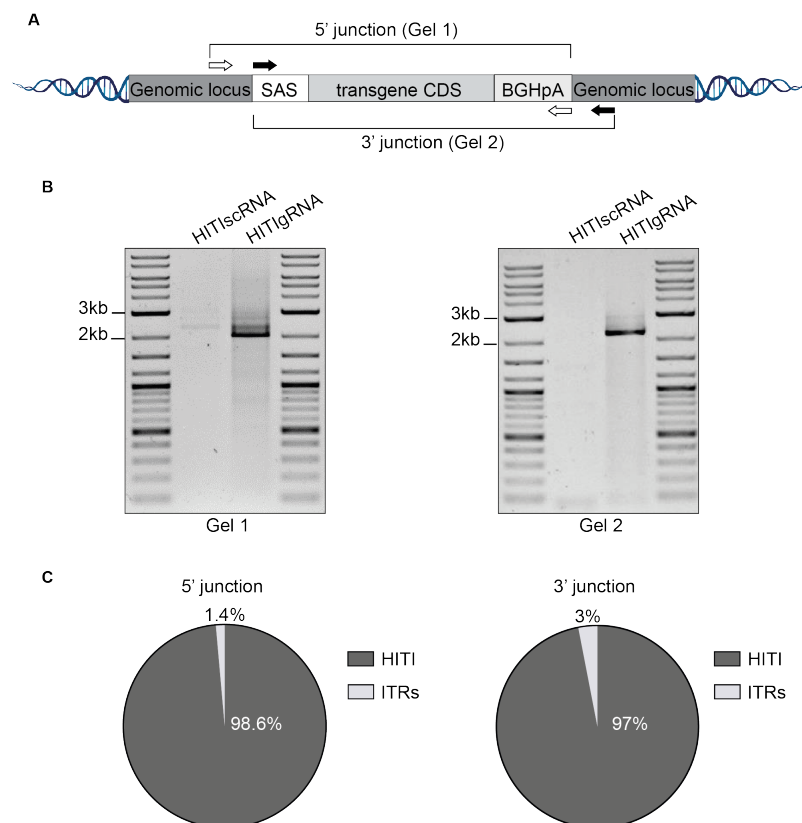 A
5’ junction (Gel 1)
Genomic locus SAS transgene CDS BGHpA Genomic locus
3’ junction (Gel 2)
B
HITIscRNA HITIgRNA
3kb
2kb
Gel 1
HITIscRNA HITIgRNA
3kb
2kb
Gel 2
C
5’ junction
1.4%
98.6%
HITI
ITRs
3’ junction
3%
97%
HITI
ITRs